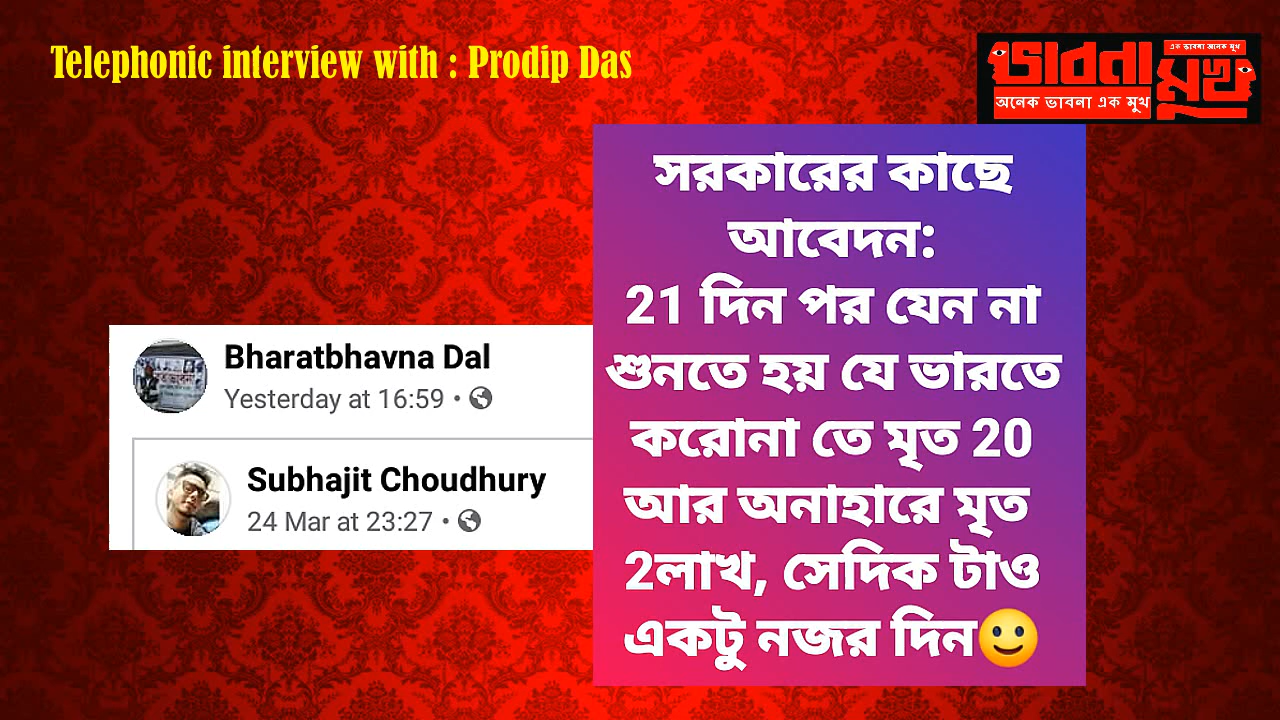 Telephonic interview with : Prodip Das
এক ভাবনা অনেক মুখ
ভাবনা
মুখ
অনেক ভাবনা এক মুখ
সরকারের কাছে
আবেদন:
21 দিন পর যেন না
শুনতে হয় যে ভারতে
করোনা তে মৃত 20
আর অনাহারে মৃত
2লাখ, সেদিক টাও
একটু নজর দিন🙂
Bharatbhavna Dal
Yesterday at 16:59 •
Subhajit Choudhury
24 Mar at 23:27 •